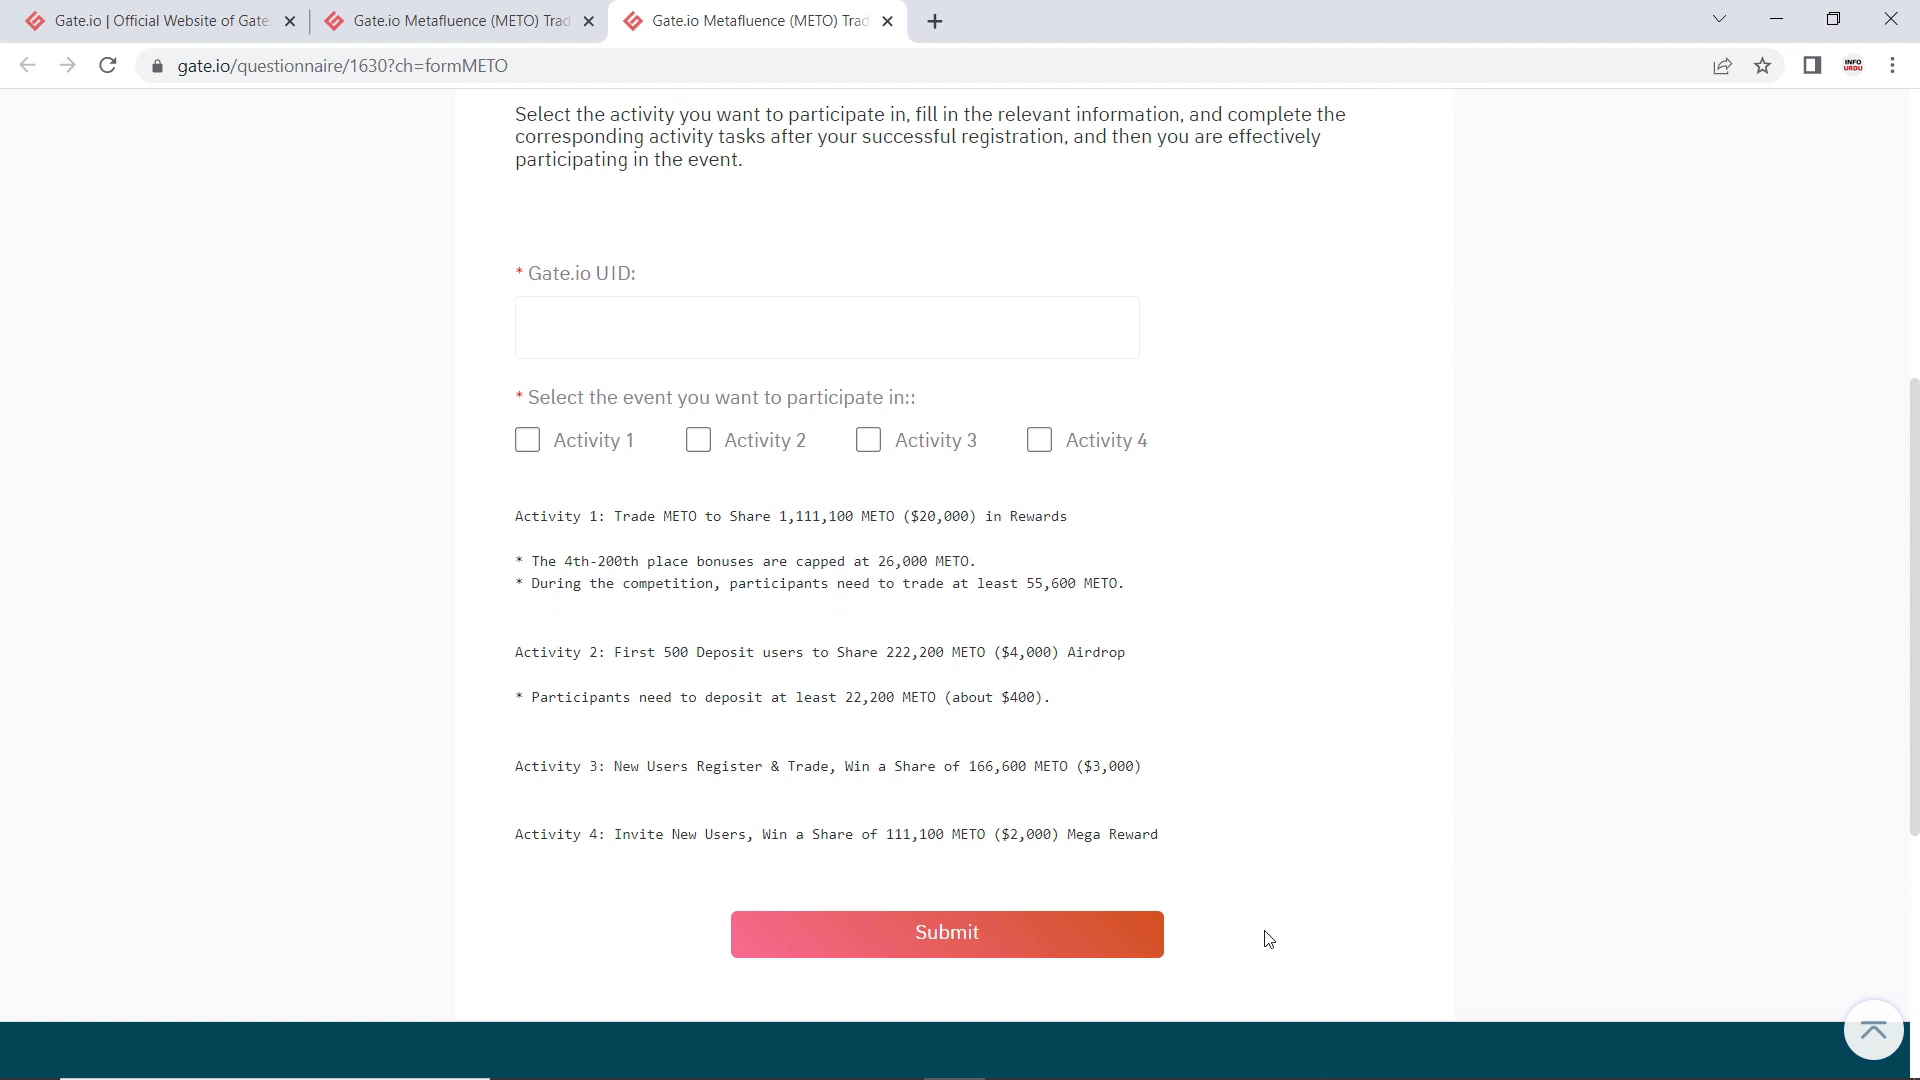 Gate.io | Official Website of Gate.
Gate.io Metafluence (METO) Trad
Gate.io Metafluence (METO) Trad
gate.io/questionnaire/1630?ch=formMETO
INFO
URDU
Select the activity you want to participate in, fill in the relevant information, and complete the
corresponding activity tasks after your successful registration, and then you are effectively
participating in the event.
* Gate.io UID:
* Select the event you want to participate in::
Activity 1 Activity 2 Activity 3 Activity 4
Activity 1: Trade METO to Share 1,111,100 METO ($20,000) in Rewards
* The 4th-200th place bonuses are capped at 26,000 METO.
* During the competition, participants need to trade at least 55,600 METO.
Activity 2: First 500 Deposit users to Share 222,200 METO ($4,000) Airdrop
* Participants need to deposit at least 22,200 METO (about $400).
Activity 3: New Users Register & Trade, Win a Share of 166,600 METO ($3,000)
Activity 4: Invite New Users, Win a Share of 111,100 METO ($2,000) Mega Reward
Submit